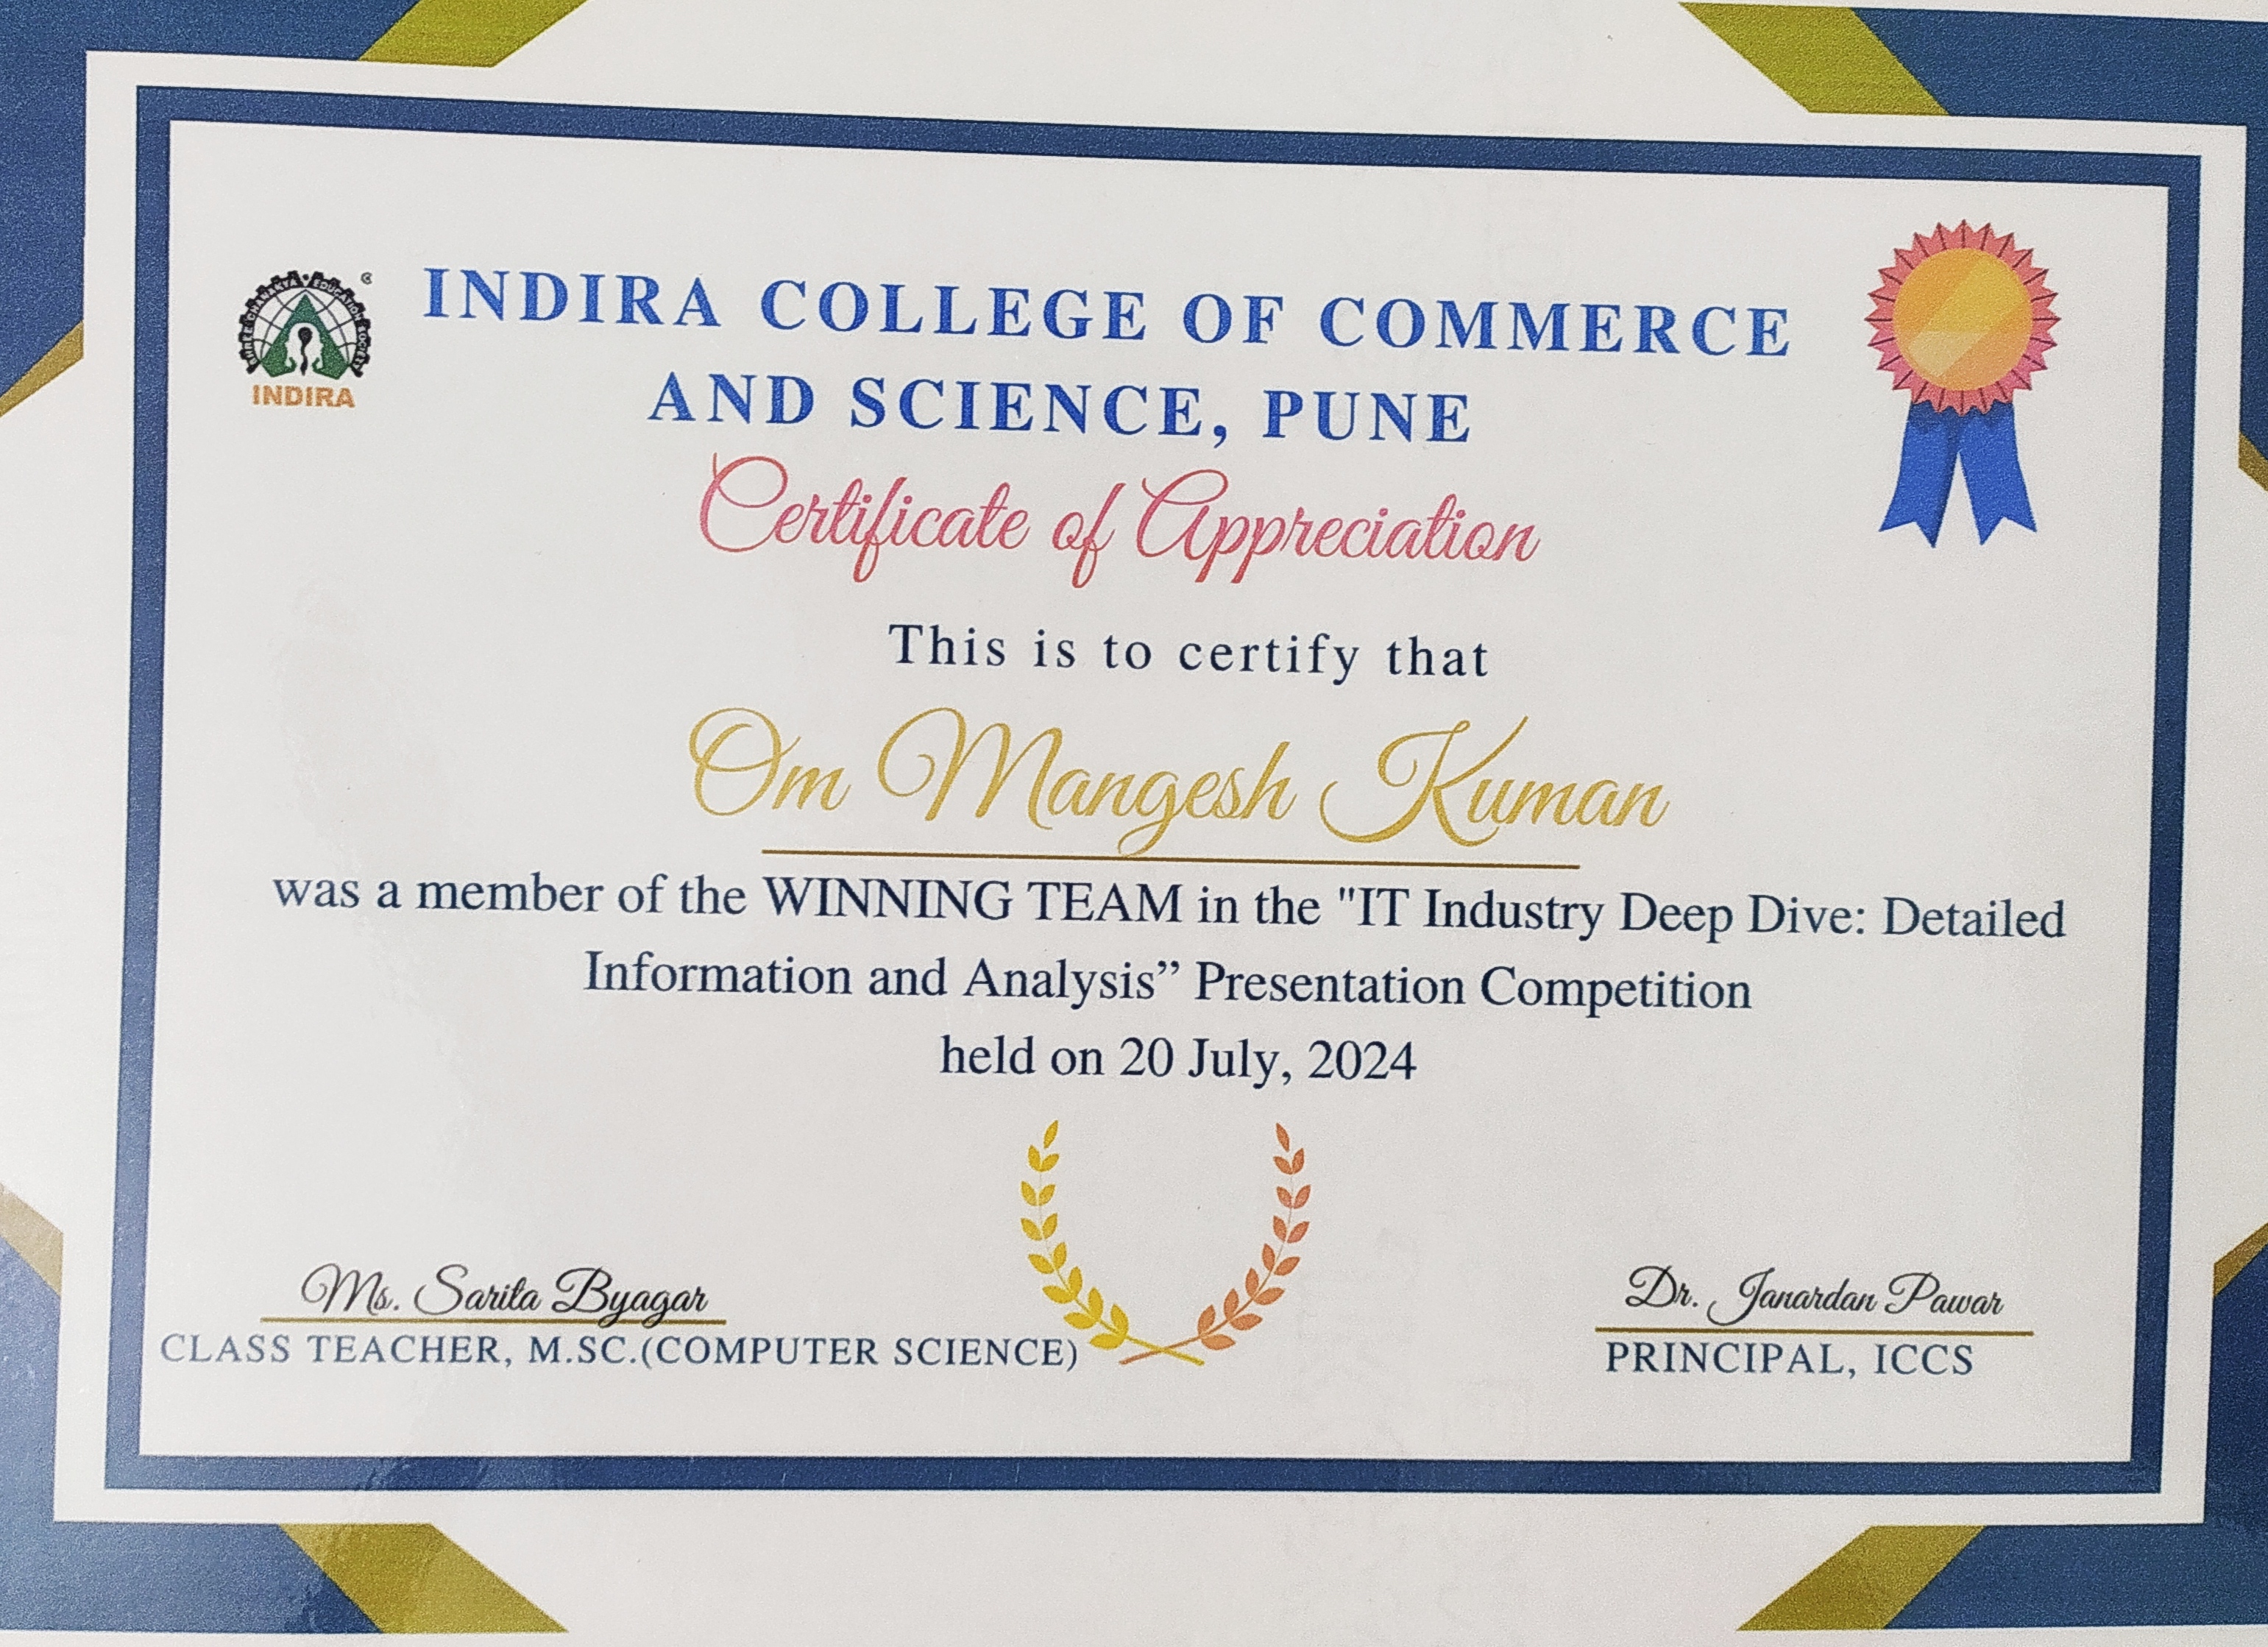 INDIRA COLLEGE OF COMMERCE
AND SCIENCE, PUNE
INDIRA
Certificate of Appreciation
This is to certify that
Om Mangesh Kuman
was a member of the WINNING TEAM in the "IT Industry Deep Dive: Detailed
Information and Analysis” Presentation Competition
held on 20 July, 2024
Ms. Sarita Byagar
CLASS TEACHER, M.SC.(COMPUTER SCIENCE)
Dr. Janardan Pawar
PRINCIPAL, ICCS